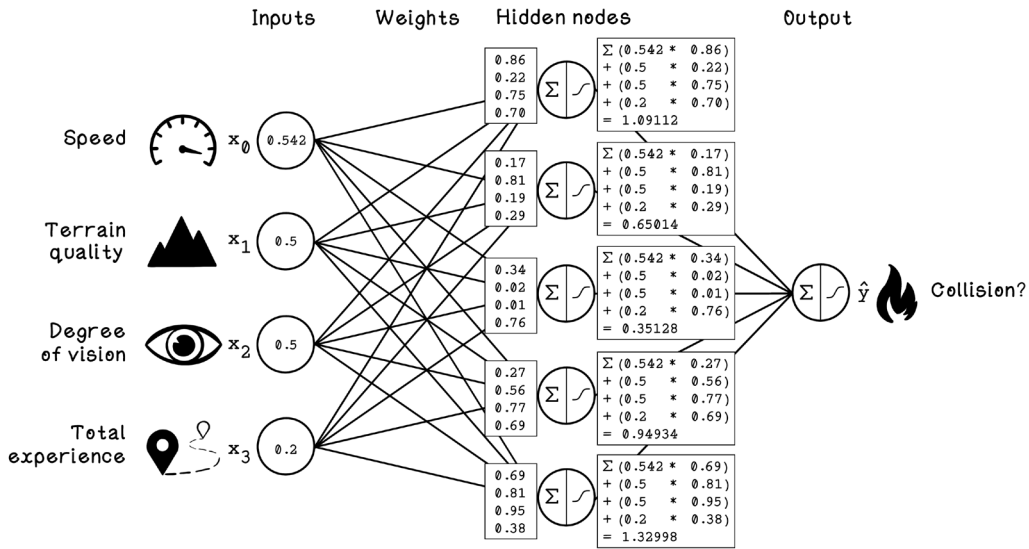 Inputs
Weights
Hidden nodes
Output
Speed
x0
0.542
Terrain
quality
x1
0.5
Degree
of vision
x2
0.5
Total
experience
x3
0.2
0.86
0.22
0.75
0.70
Σ
Σ (0.542 * 0.86)
+ (0.5 * 0.22)
+ (0.5 * 0.75)
+ (0.2 * 0.70)
= 1.09112
0.17
0.81
0.19
0.29
Σ
Σ (0.542 * 0.17)
+ (0.5 * 0.81)
+ (0.5 * 0.19)
+ (0.2 * 0.29)
= 0.65014
0.34
0.02
0.01
0.76
Σ
Σ (0.542 * 0.34)
+ (0.5 * 0.02)
+ (0.5 * 0.01)
+ (0.2 * 0.76)
= 0.35128
0.27
0.56
0.77
0.69
Σ
Σ (0.542 * 0.27)
+ (0.5 * 0.56)
+ (0.5 * 0.77)
+ (0.2 * 0.69)
= 0.94934
0.69
0.81
0.95
0.38
Σ
Σ (0.542 * 0.69)
+ (0.5 * 0.81)
+ (0.5 * 0.95)
+ (0.2 * 0.38)
= 1.32998
Σ
ŷ
Collision?